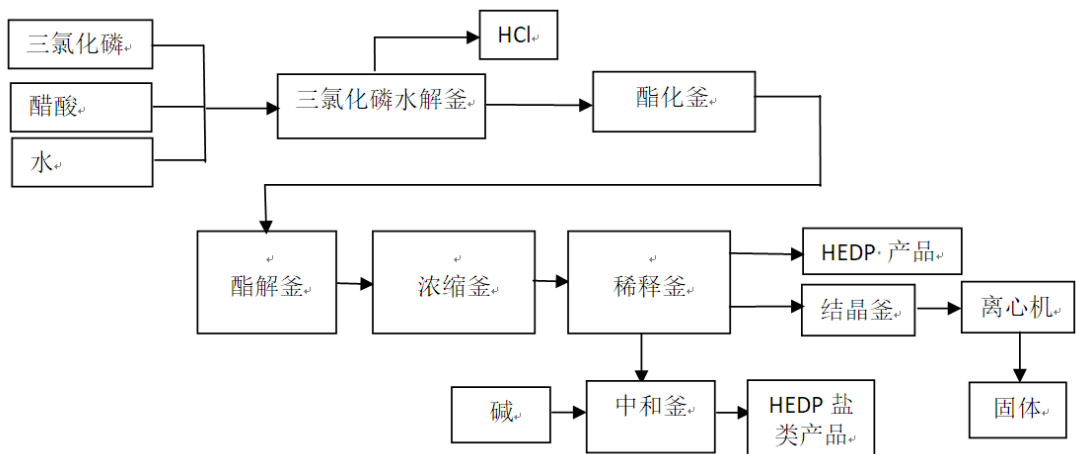 三氯化磷
HCl
醋酸
三氯化磷水解釜
酯化釜
水
酯解釜
浓缩釜
稀释釜
HEDP 产品
结晶釜
离心机
碱
中和釜
HEDP 盐
类产品
固体